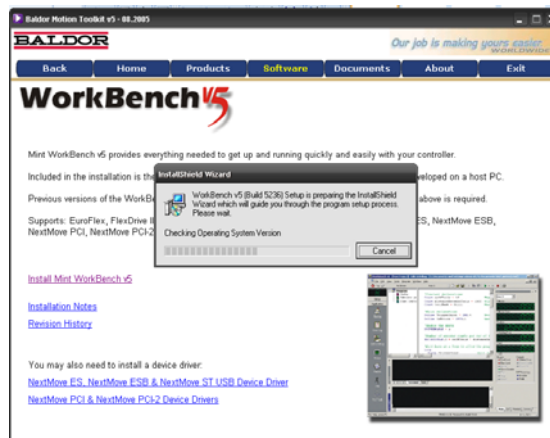 Baldor Motion Toolkit v5 - 08.2005
BALDOR
Our job is making yours easier
WORLDWIDE
Back Home Products Software Documents About Exit
WorkBench v5
Mint WorkBench v5 provides everything needed to get up and running quickly and easily with your controller.
Included in the installation is the
veloped on a host PC.
Previous versions of the WorkBe
above is required.
Supports: EuroFlex, FlexDrive II
ES, NextMove ESB,
NextMove PCI, NextMove PCI-2
InstallShield Wizard
WorkBench v5 (Build 5236) Setup is preparing the InstallShield
Wizard which will guide you through the program setup process.
Please wait.
Checking Operating System Version
Cancel
Install Mint WorkBench v5
Installation Notes
Revision History
You may also need to install a device driver:
NextMove ES, NextMove ESB & NextMove ST USB Device Driver
NextMove PCI & NextMove PCI-2 Device Drivers